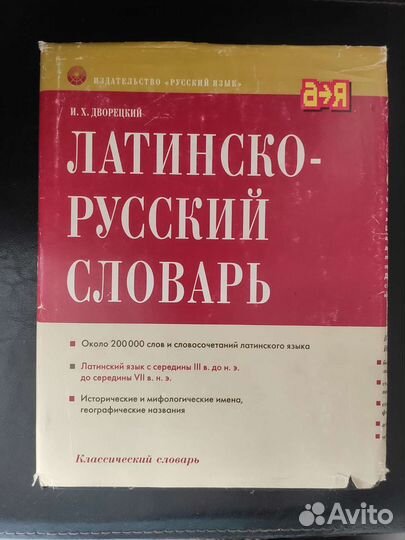 ИЗДАТЕЛЬСТВО «РУССКИЙ ЯЗЫК»
а→Я
И. Х. ДВОРЕЦКИЙ
ЛАТИНСКО-
РУССКИЙ
СЛОВАРЬ
Около 200 000 слов и словосочетаний латинского языка
Латинский язык с середины III в. до н. э.
до середины VII в. н. э.
Исторические и мифологические имена,
географические названия
Классический словарь
Avito